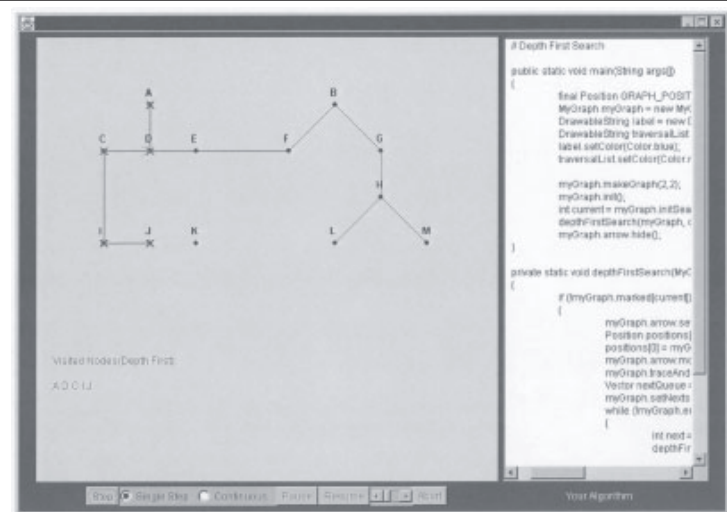 A
B
C D E F G
H
I J K L M
Visited Nodes(Depth First):
A D C I J
Stop Single Step Continuous Pause Resume Abort
// Depth First Search
public static void main(String args[])
{
final Position GRAPH_POSIT
MyGraph myGraph = new MyG
DrawableString label = new D
DrawableString traversalList
label.setColor(Color.blue);
traversalList.setColor(Color.r
myGraph.makeGraph(2,2);
myGraph.init();
int current = myGraph.initSea
depthFirstSearch(myGraph, c
myGraph.arrow.hide();
}
private static void depthFirstSearch(MyG
{
if (!myGraph.marked[current])
{
myGraph.arrow.se
Position positions[
positions[0] = myG
myGraph.arrow.mo
myGraph.traceAnd
Vector nextQueue =
myGraph.setNexts
while (!myGraph.e
{
int next =
depthFir
Your Algorithm